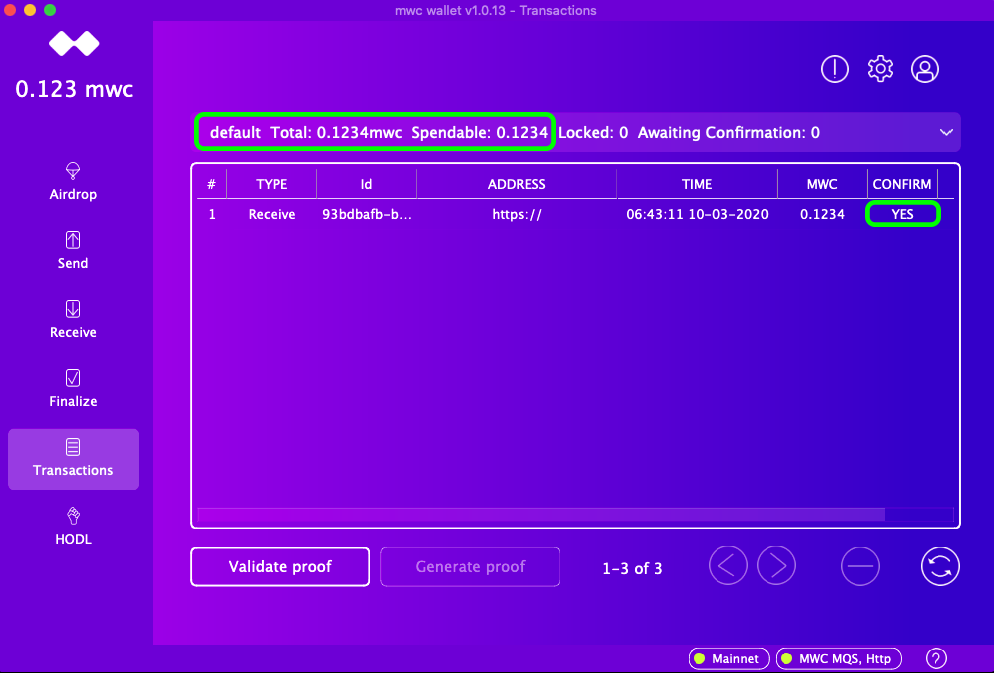 mwc wallet v1.0.13 - Transactions
0.123 mwc
default Total: 0.1234mwc Spendable: 0.1234 Locked: 0 Awaiting Confirmation: 0
Airdrop
Send
Receive
Finalize
Transactions
HODL
# TYPE Id ADDRESS TIME MWC CONFIRM
1 Receive 93bdbafb-b... https:// 06:43:11 10-03-2020 0.1234 YES
Validate proof Generate proof 1-3 of 3
Mainnet MWC MQS, Http ?